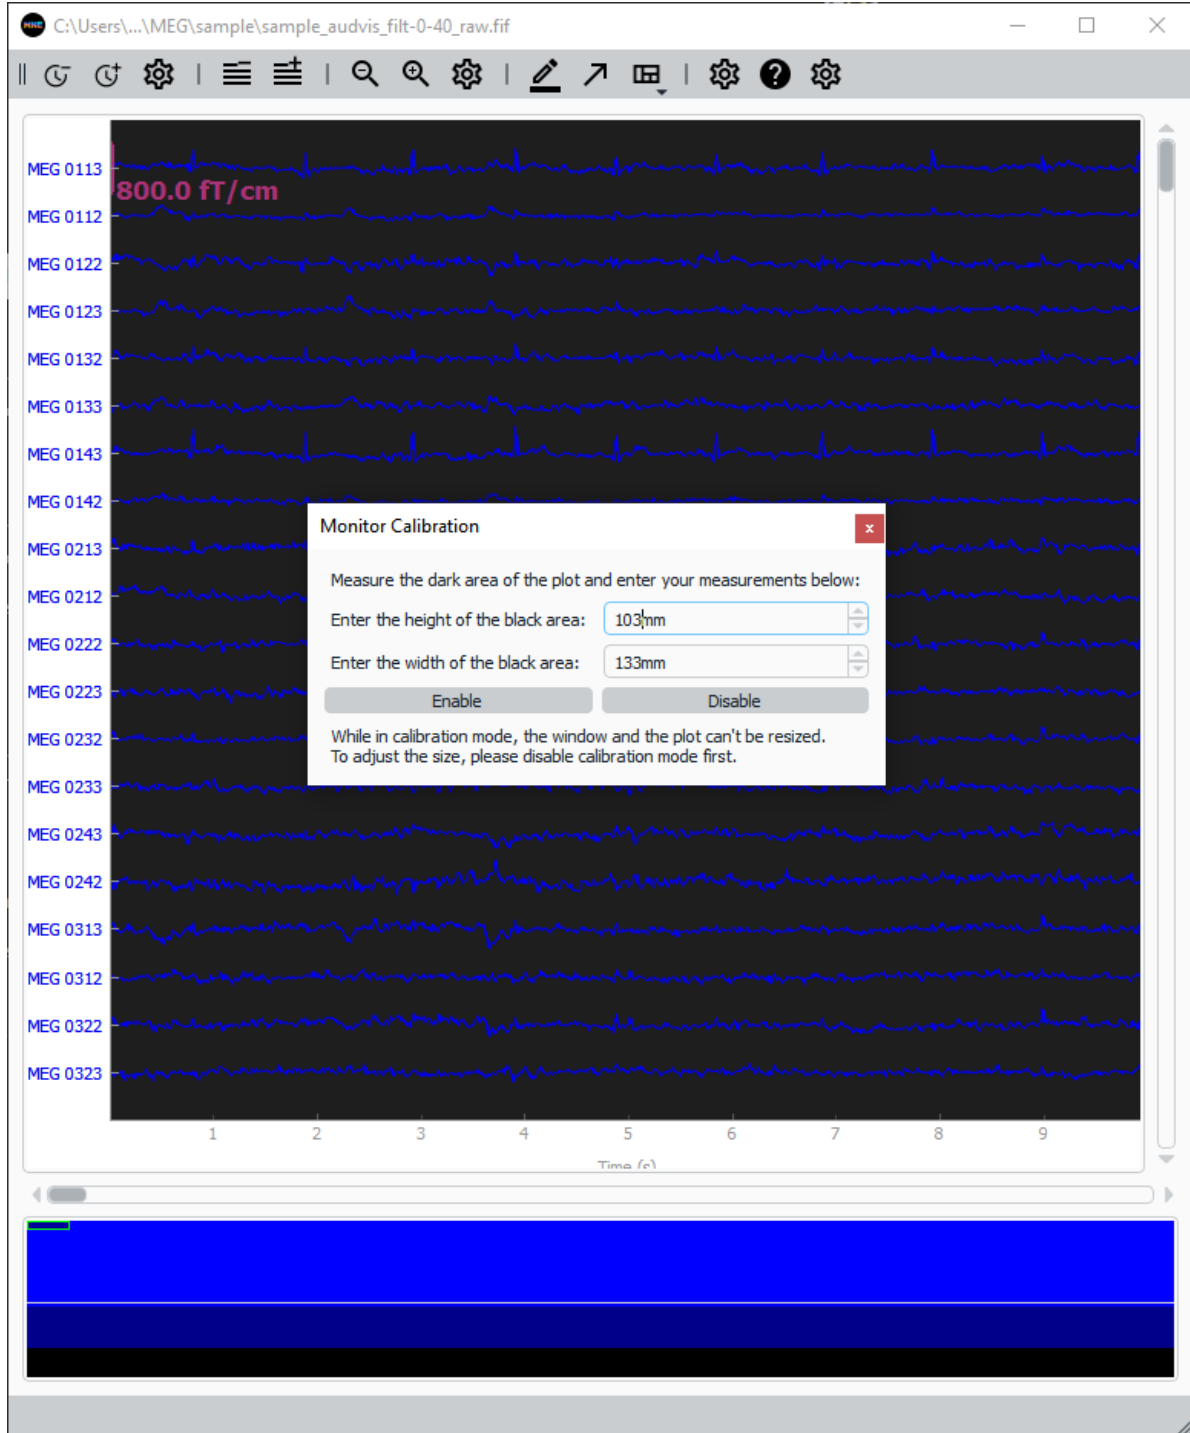 MNE C:\Users\...\MEG\sample\sample_audvis_filt-0-40_raw.fif
MEG 0113
800.0 fT/cm
MEG 0112
MEG 0122
MEG 0123
MEG 0132
MEG 0133
MEG 0143
MEG 0142
MEG 0213
MEG 0212
MEG 0222
MEG 0223
MEG 0232
MEG 0233
MEG 0243
MEG 0242
MEG 0313
MEG 0312
MEG 0322
MEG 0323
Monitor Calibration
x
Measure the dark area of the plot and enter your measurements below:
Enter the height of the black area: 103mm
Enter the width of the black area: 133mm
Enable Disable
While in calibration mode, the window and the plot can't be resized.
To adjust the size, please disable calibration mode first.
1 2 3 4 5 6 7 8 9
Time (s)